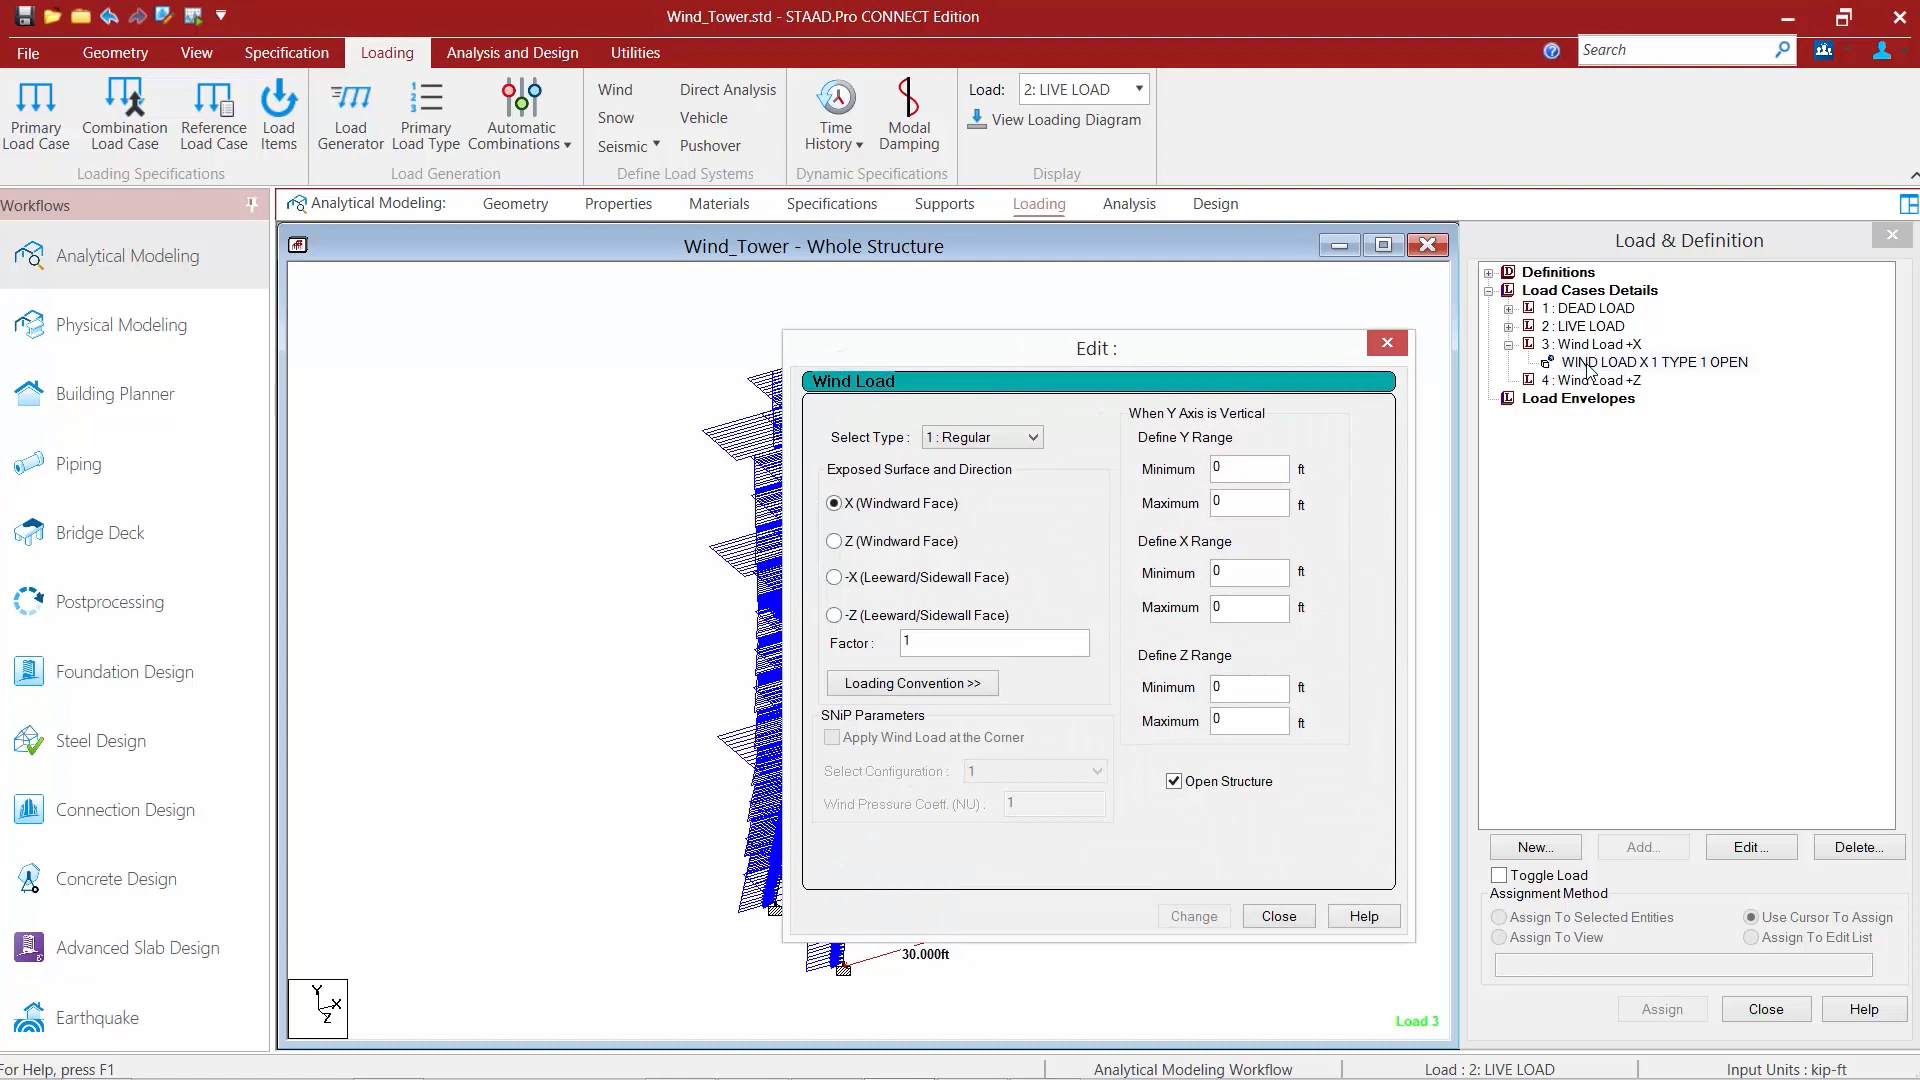 Wind_Tower.std - STAAD.Pro CONNECT Edition
File Geometry View Specification Loading Analysis and Design Utilities Search
Primary Load Case
Combination Load Case
Reference Load Case
Load Items
Loading Specifications
Load Generator
Primary Load Type
Automatic Combinations
Load Generation
Wind Direct Analysis
Snow Vehicle
Seismic Pushover
Define Load Systems
Time History
Modal Damping
Dynamic Specifications
Load: 2: LIVE LOAD
View Loading Diagram
Display
Workflows
Analytical Modeling
Physical Modeling
Building Planner
Piping
Bridge Deck
Postprocessing
Foundation Design
Steel Design
Connection Design
Concrete Design
Advanced Slab Design
Earthquake
Analytical Modeling: Geometry Properties Materials Specifications Supports Loading Analysis Design
Wind_Tower - Whole Structure
30.000ft
Y
X
Z
Load 3
Edit :
Wind Load
Select Type : 1 : Regular
Exposed Surface and Direction
X (Windward Face)
Z (Windward Face)
-X (Leeward/Sidewall Face)
-Z (Leeward/Sidewall Face)
Factor : 1
Loading Convention >>
SNiP Parameters
Apply Wind Load at the Corner
Select Configuration : 1
Wind Pressure Coeff. (NU) : 1
When Y Axis is Vertical
Define Y Range
Minimum 0 ft
Maximum 0 ft
Define X Range
Minimum 0 ft
Maximum 0 ft
Define Z Range
Minimum 0 ft
Maximum 0 ft
Open Structure
Change Close Help
Load & Definition
D Definitions
L Load Cases Details
L 1 : DEAD LOAD
L 2 : LIVE LOAD
L 3 : Wind Load +X
WIND LOAD X 1 TYPE 1 OPEN
L 4 : Wind Load +Z
L Load Envelopes
New... Add... Edit... Delete...
Toggle Load
Assignment Method
Assign To Selected Entities Use Cursor To Assign
Assign To View Assign To Edit List
Assign Close Help
For Help, press F1 Analytical Modeling Workflow Load : 2: LIVE LOAD Input Units : kip-ft